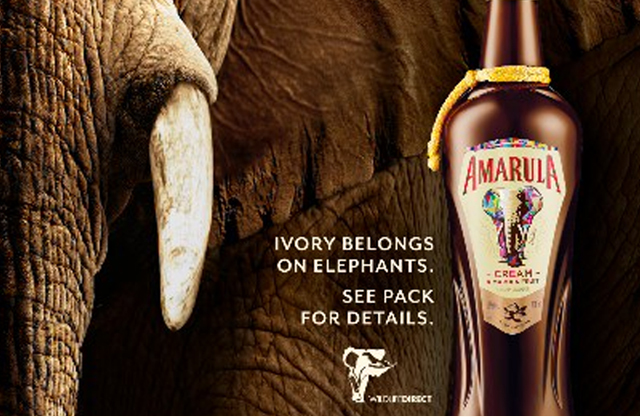 IVORY BELONGS
ON ELEPHANTS.
SEE PACK
FOR DETAILS.
WILDLIFEDIRECT
AMARULA
CREAM